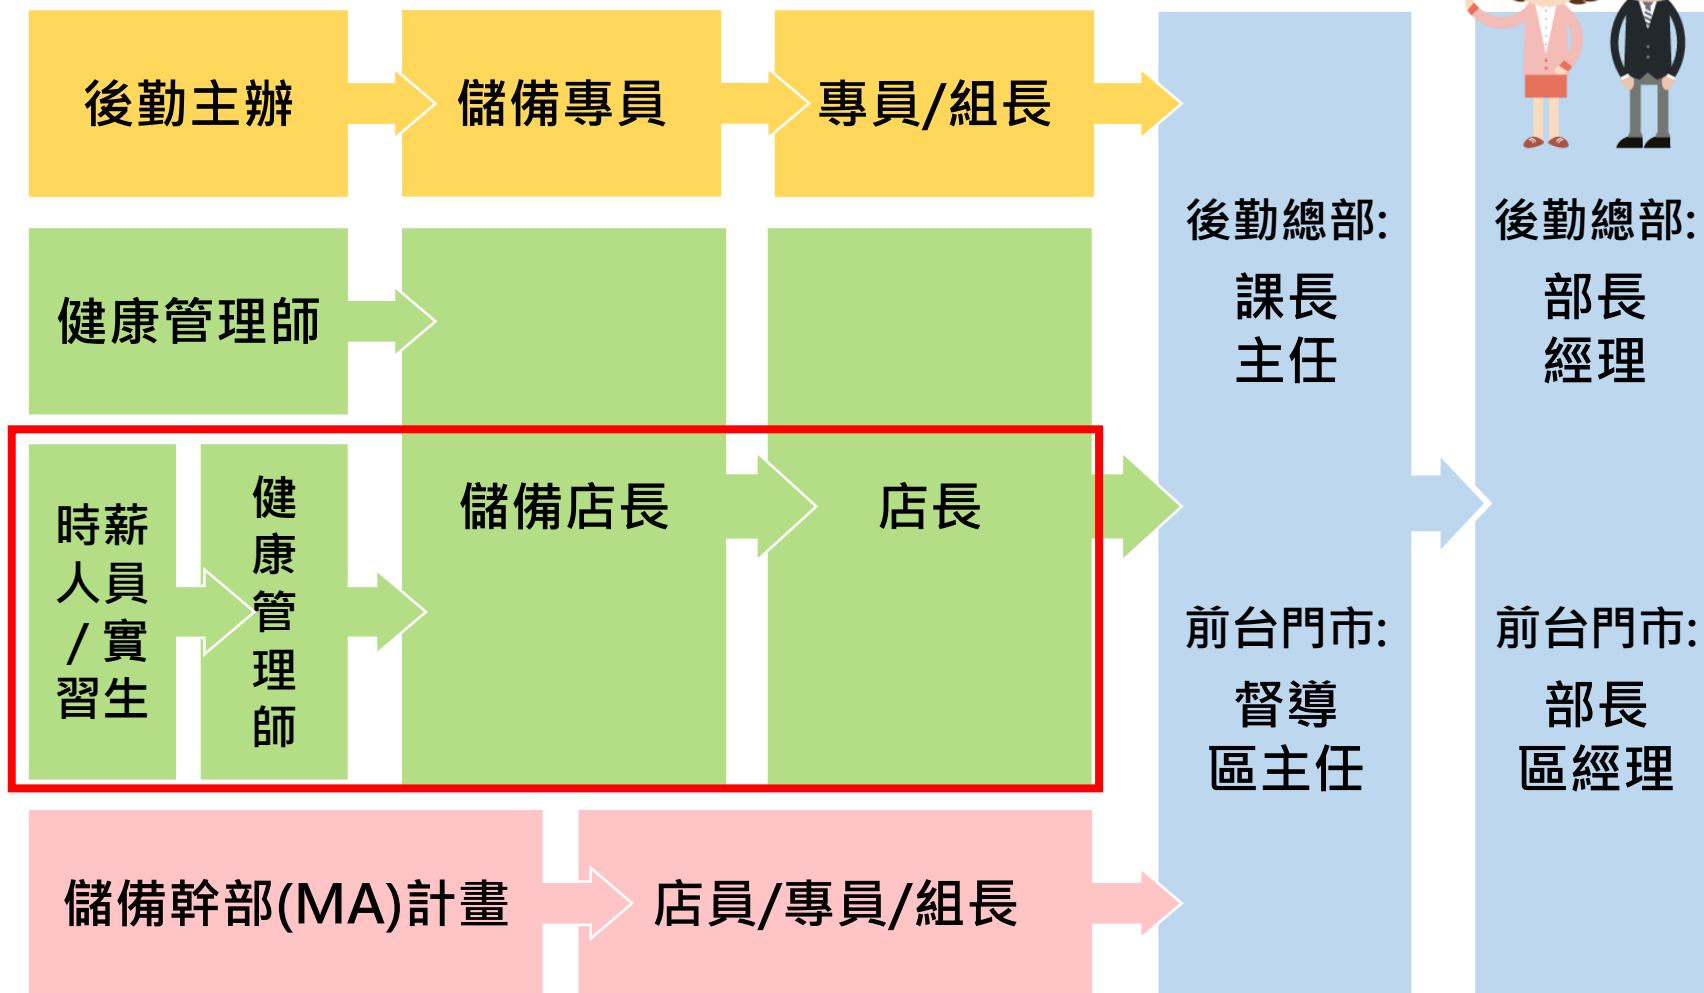 後勤主辦
儲備專員
專員/組長
健康管理師
時薪
人員
/實
習生
健
康
管
理
師
儲備店長
店長
儲備幹部(MA)計畫
店員/專員/組長
後勤總部:
課長
主任
前台門市:
督導
區主任
後勤總部:
部長
經理
前台門市:
部長
區經理